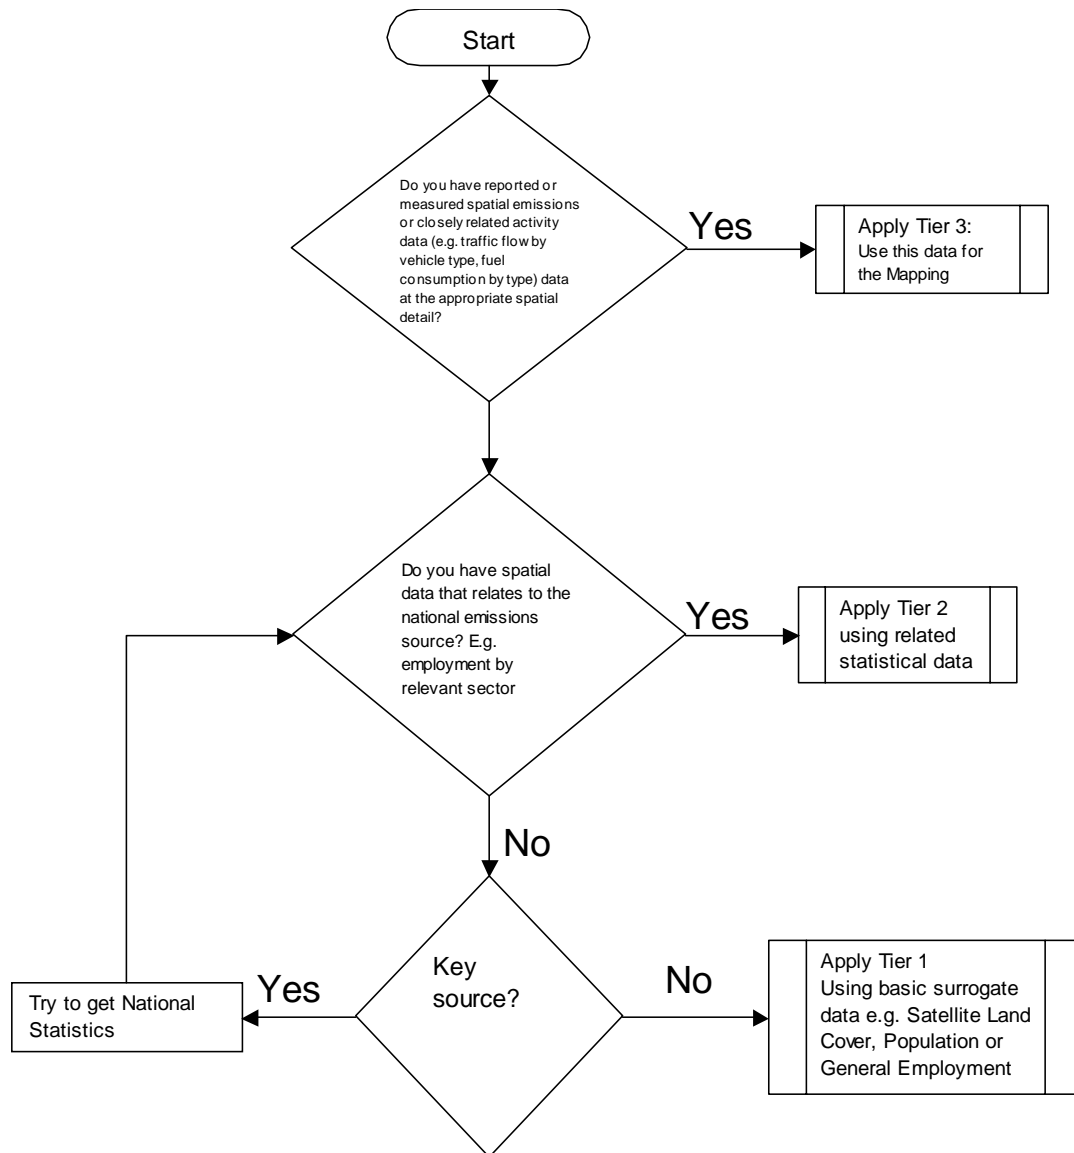 Start
Do you have reported or
measured spatial emissions
or closely related activity
data (e.g. traffic flow by
vehicle type, fuel
consumption by type) data
at the appropriate spatial
detail?
Yes
Apply Tier 3:
Use this data for
the Mapping
Do you have spatial
data that relates to the
national emissions
source? E.g.
employment by
relevant sector
Yes
Apply Tier 2
using related
statistical data
No
Key
source?
Yes
Try to get National
Statistics
No
Apply Tier 1
Using basic surrogate
data e.g. Satellite Land
Cover, Population or
General Employment